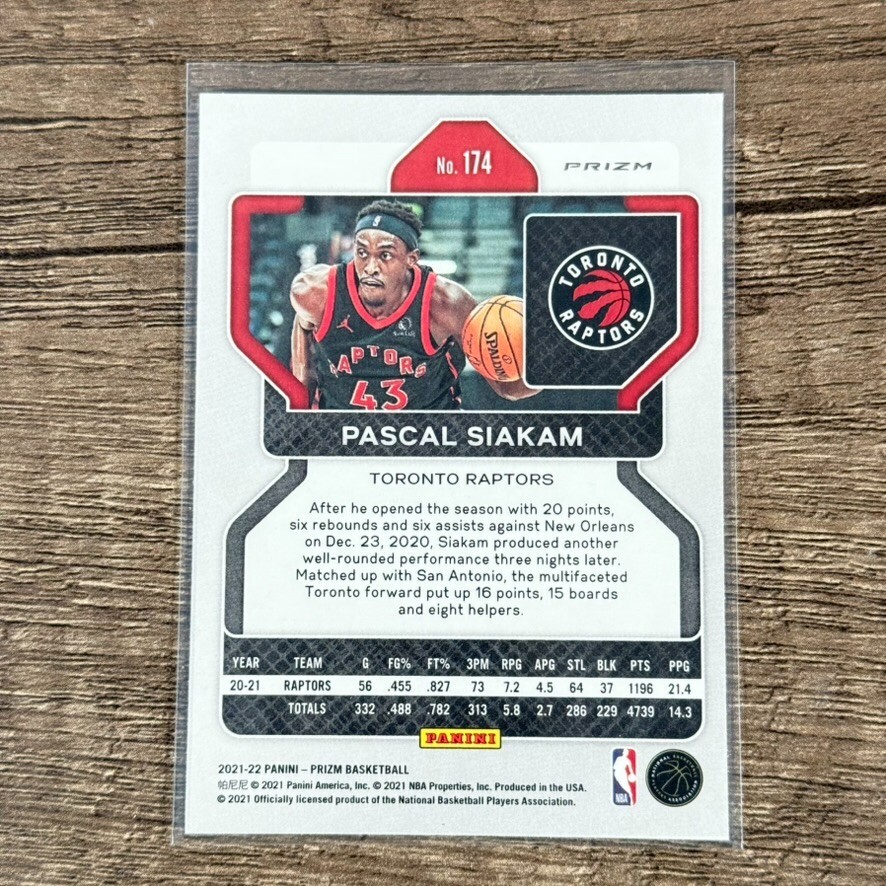 No. 174
PRIZM
TORONTO
RAPTORS
SPALDING
RAPTORS
43
PASCAL SIAKAM
TORONTO RAPTORS
After he opened the season with 20 points,
six rebounds and six assists against New Orleans
on Dec. 23, 2020, Siakam produced another
well-rounded performance three nights later.
Matched up with San Antonio, the multifaceted
Toronto forward put up 16 points, 15 boards
and eight helpers.
YEAR TEAM G FG% FT% 3PM RPG APG STL BLK PTS PPG
20-21 RAPTORS 56 .455 .827 73 7.2 4.5 64 37 1196 21.4
TOTALS 332 .488 .782 313 5.8 2.7 286 229 4739 14.3
PANINI
2021-22 PANINI – PRIZM BASKETBALL
帕尼尼 © 2021 Panini America, Inc. © 2021 NBA Properties, Inc. Produced in the USA.
© 2021 Officially licensed product of the National Basketball Players Association.
NBA
NATIONAL BASKETBALL
PLAYERS ASSOCIATION